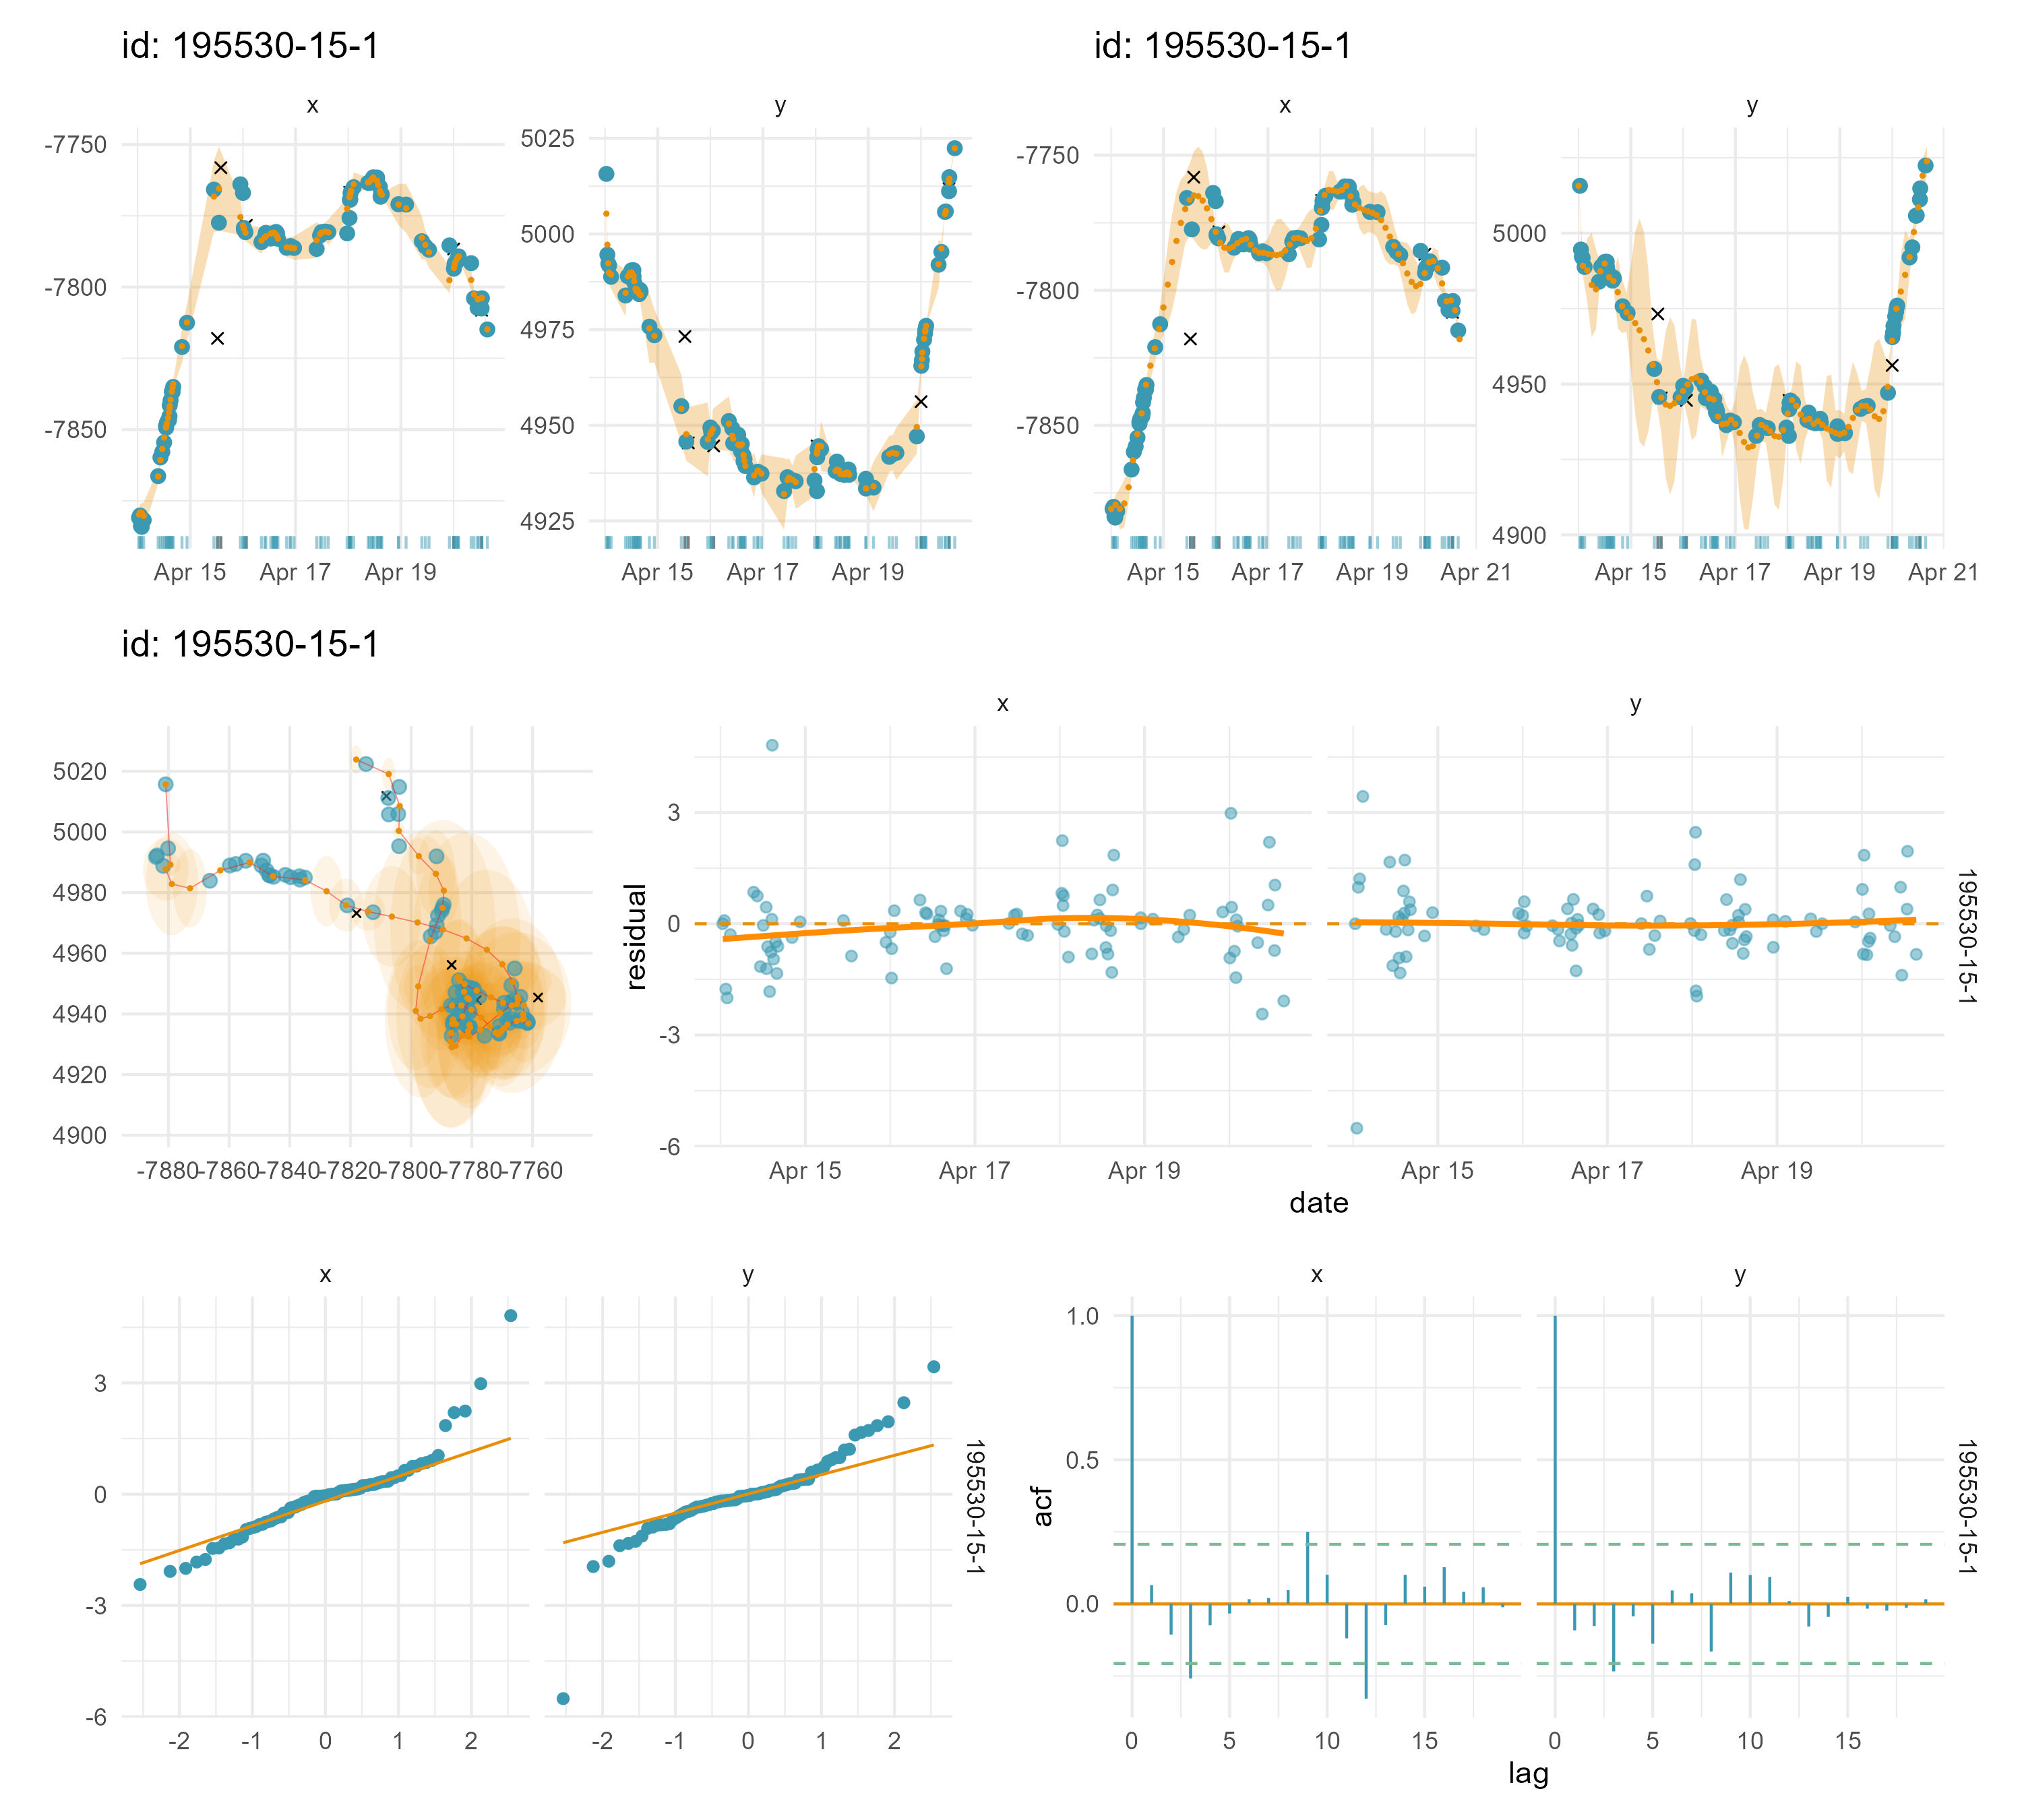 id: 195530-15-1
id: 195530-15-1
x
y
x
y
-7750
-7800
-7850
5025
5000
4975
4950
4925
-7750
-7800
-7850
5000
4950
4900
Apr 15
Apr 17
Apr 19
Apr 15
Apr 17
Apr 19
Apr 15
Apr 17
Apr 19
Apr 21
Apr 15
Apr 17
Apr 19
Apr 21
id: 195530-15-1
x
y
5020
5000
4980
4960
4940
4920
4900
-7880
-7860
-7840
-7820
-7800
-7780
-7760
residual
3
0
-3
-6
195530-15-1
Apr 15
Apr 17
Apr 19
Apr 15
Apr 17
Apr 19
date
x
y
x
y
3
0
-3
-6
195530-15-1
-2
-1
0
1
2
-2
-1
0
1
2
acf
1.0
0.5
0.0
195530-15-1
0
5
10
15
0
5
10
15
lag